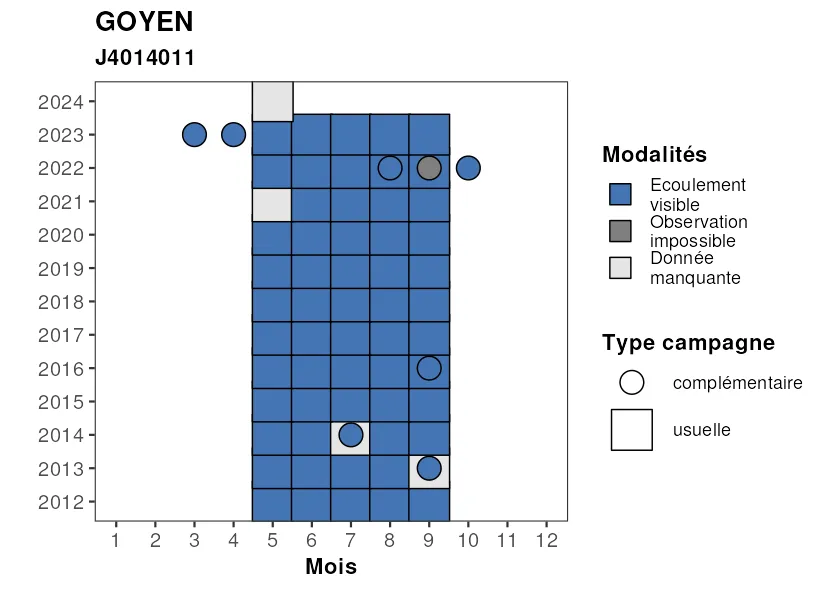 GOYEN
J4014011
2024
2023
2022
2021
2020
2019
2018
2017
2016
2015
2014
2013
2012
1 2 3 4 5 6 7 8 9 10 11 12
Mois
Modalités
Ecoulement
visible
Observation
impossible
Donnée
manquante
Type campagne
complémentaire
usuelle